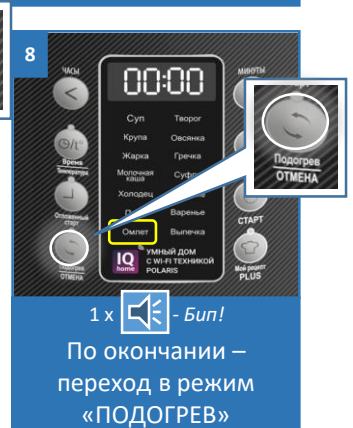 8
ЧАСЫ
МИНУТЫ
00:00
Суп Творог
Крупа Овсянка
Жарка Гречка
Молочная каша
Холодец
Варенье
Омлет Выпечка
Время
Температура
Отложенный
старт
Подогрев
ОТМЕНА
Подогрев
ОТМЕНА
СТАРТ
Мой рецепт
PLUS
IQ
home
УМНЫЙ ДОМ
С WI-FI ТЕХНИКОЙ
POLARIS
1 x - Бип!
По окончании –
переход в режим
«ПОДОГРЕВ»